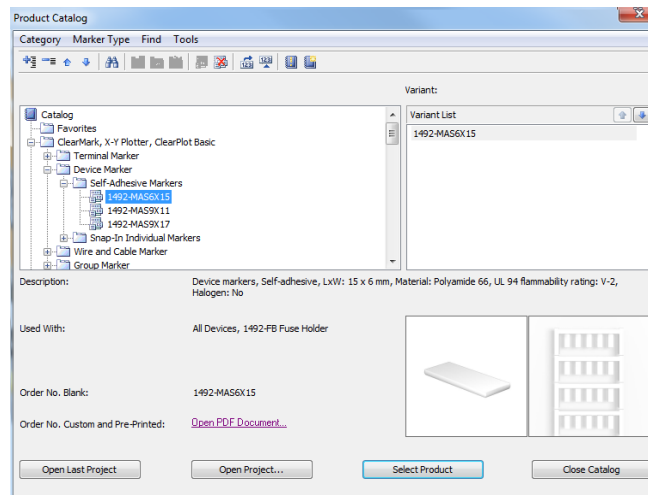 Product Catalog
Category Marker Type Find Tools
Variant:
Catalog
Favorites
ClearMark, X-Y Plotter, ClearPlot Basic
Terminal Marker
Device Marker
Self-Adhesive Markers
1492-MAS6X15
1492-MAS9X11
1492-MAS9X17
Snap-In Individual Markers
Wire and Cable Marker
Group Marker
Variant List
1492-MAS6X15
Description: Device markers, Self-adhesive, LxW: 15 x 6 mm, Material: Polyamide 66, UL 94 flammability rating: V-2,
Halogen: No
Used With: All Devices, 1492-FB Fuse Holder
Order No. Blank: 1492-MAS6X15
Order No. Custom and Pre-Printed: Open PDF Document...
Open Last Project Open Project... Select Product Close Catalog